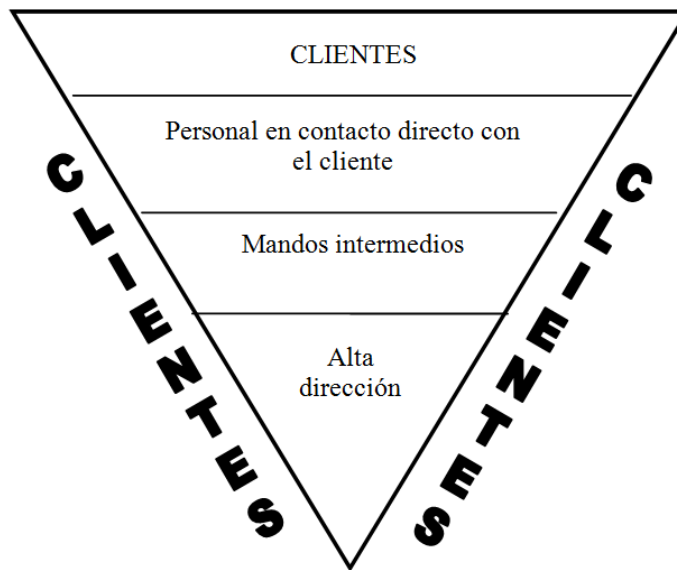 CLIENTES
Personal en contacto directo con
el cliente
Mandos intermedios
Alta
dirección
CLIENTES
CLIENTES